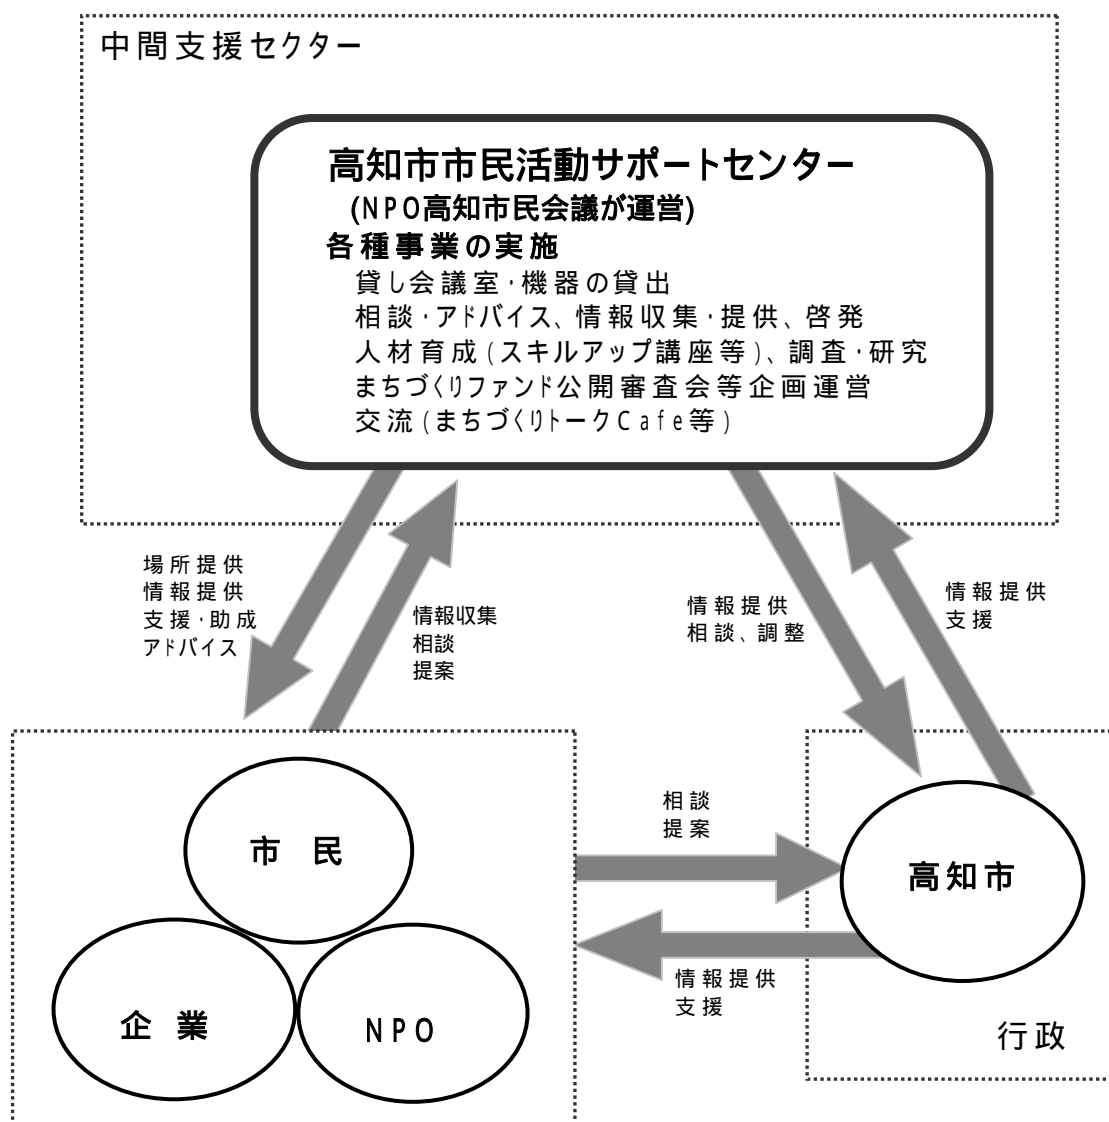 中間支援セクター
高知市市民活動サポートセンター
(NPO高知市民会議が運営)
各種事業の実施
貸し会議室・機器の貸出
相談・アドバイス、情報収集・提供、啓発
人材育成(スキルアップ講座等)、調査・研究
まちづくりファンド公開審査会等企画運営
交流(まちづくりトークCafe等)
場所提供
情報提供
支援・助成
アドバイス
情報収集
相談
提案
情報提供
相談、調整
情報提供
支援
市 民
企 業
NPO
相談
提案
情報提供
支援
高知市
行政